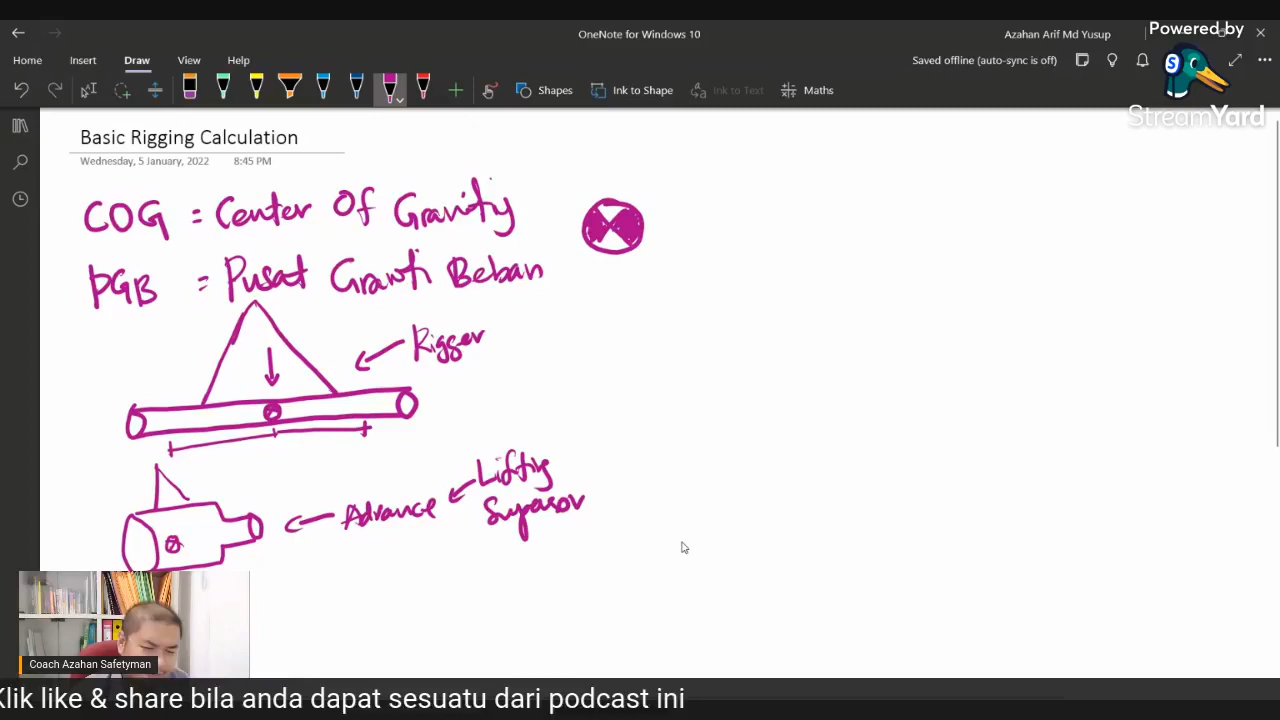 Powered by
OneNote for Windows 10
Azahan Arif Md Yusup
StreamYard
Home Insert Draw View Help
Saved offline (auto-sync is off)
Shapes Ink to Shape Ink to Text Maths
Basic Rigging Calculation
Wednesday, 5 January, 2022 8:45 PM
COG = Center Of Gravity
PGB = Pusat Graviti Beban
Rigger
Lifting
Advance
Coach Azahan Safetyman
Klik like & share bila anda dapat sesuatu dari podcast ini